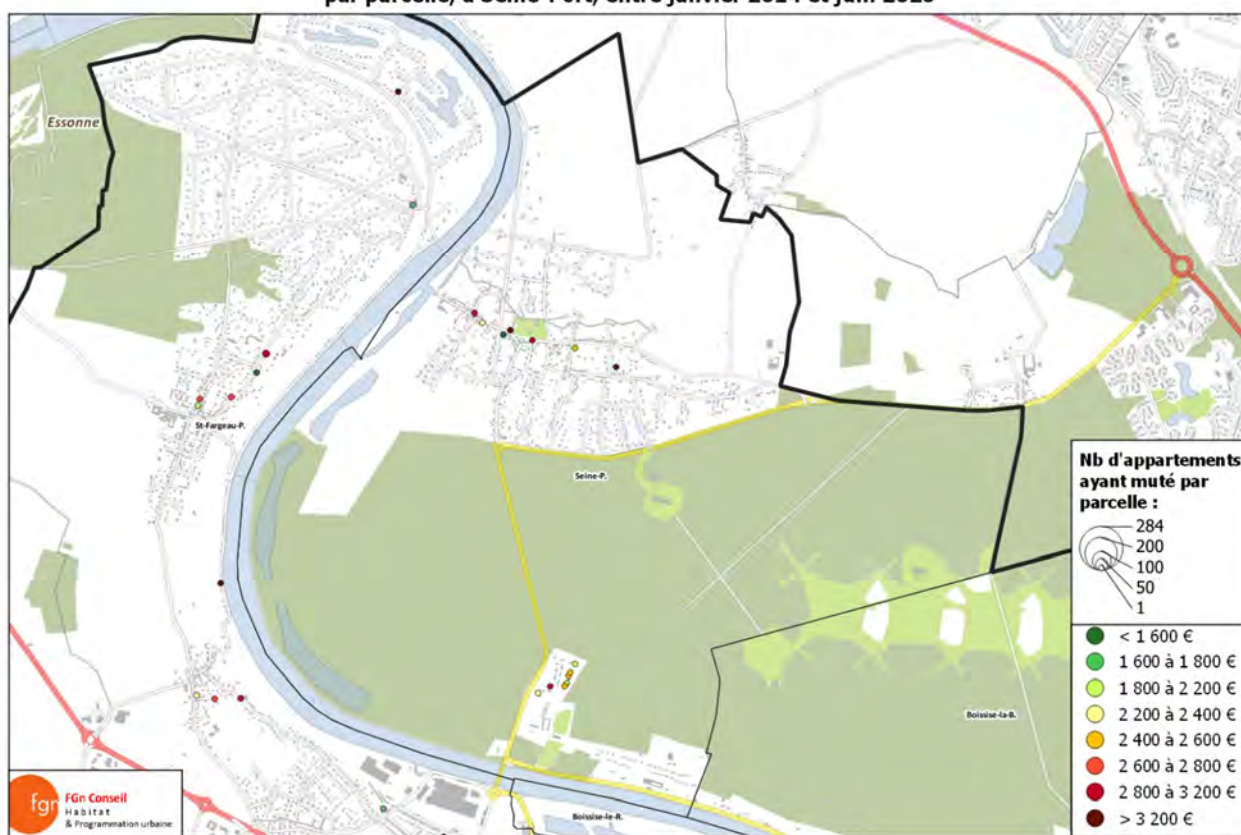 par parcelle, à Seine-Port, entre janvier 2014 et juin 2023
Essonne
St-Fargeau-P.
Seine-P.
Boissise-la-B.
Boissise-le-R.
Nb d'appartements
ayant muté par
parcelle :
284
200
100
50
1
< 1 600 €
1 600 à 1 800 €
1 800 à 2 200 €
2 200 à 2 400 €
2 400 à 2 600 €
2 600 à 2 800 €
2 800 à 3 200 €
> 3 200 €
fgn
FGn Conseil
Habitat
& Programmation urbaine